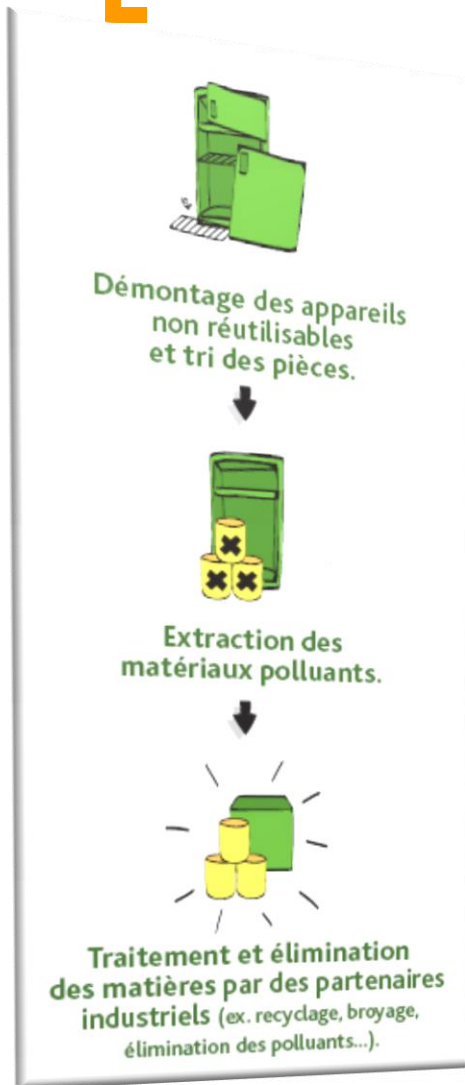 Démontage des appareils
non réutilisables
et tri des pièces.
Extraction des
matériaux polluants.
Traitement et élimination
des matières par des partenaires
industriels (ex. recyclage, broyage,
élimination des polluants...).